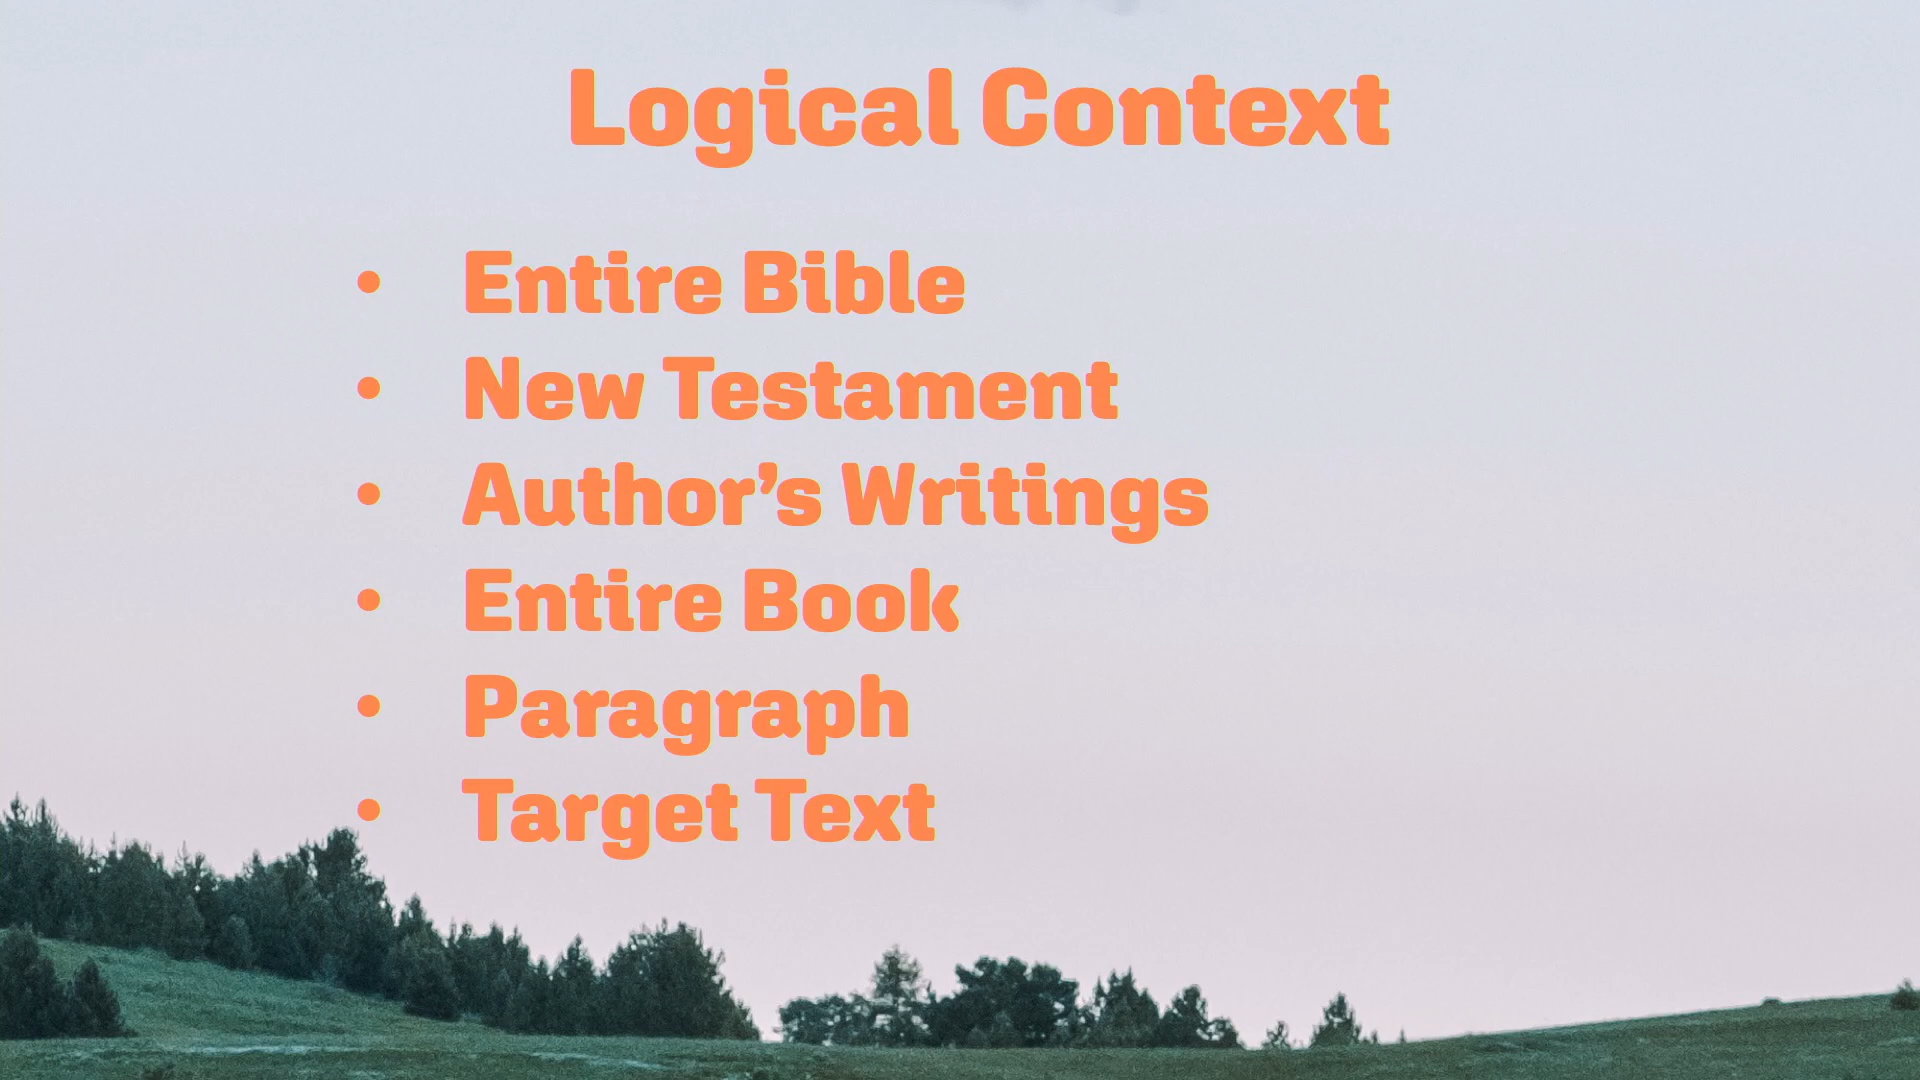 Logical Context
• Entire Bible
• New Testament
• Author’s Writings
• Entire Book
• Paragraph
• Target Text